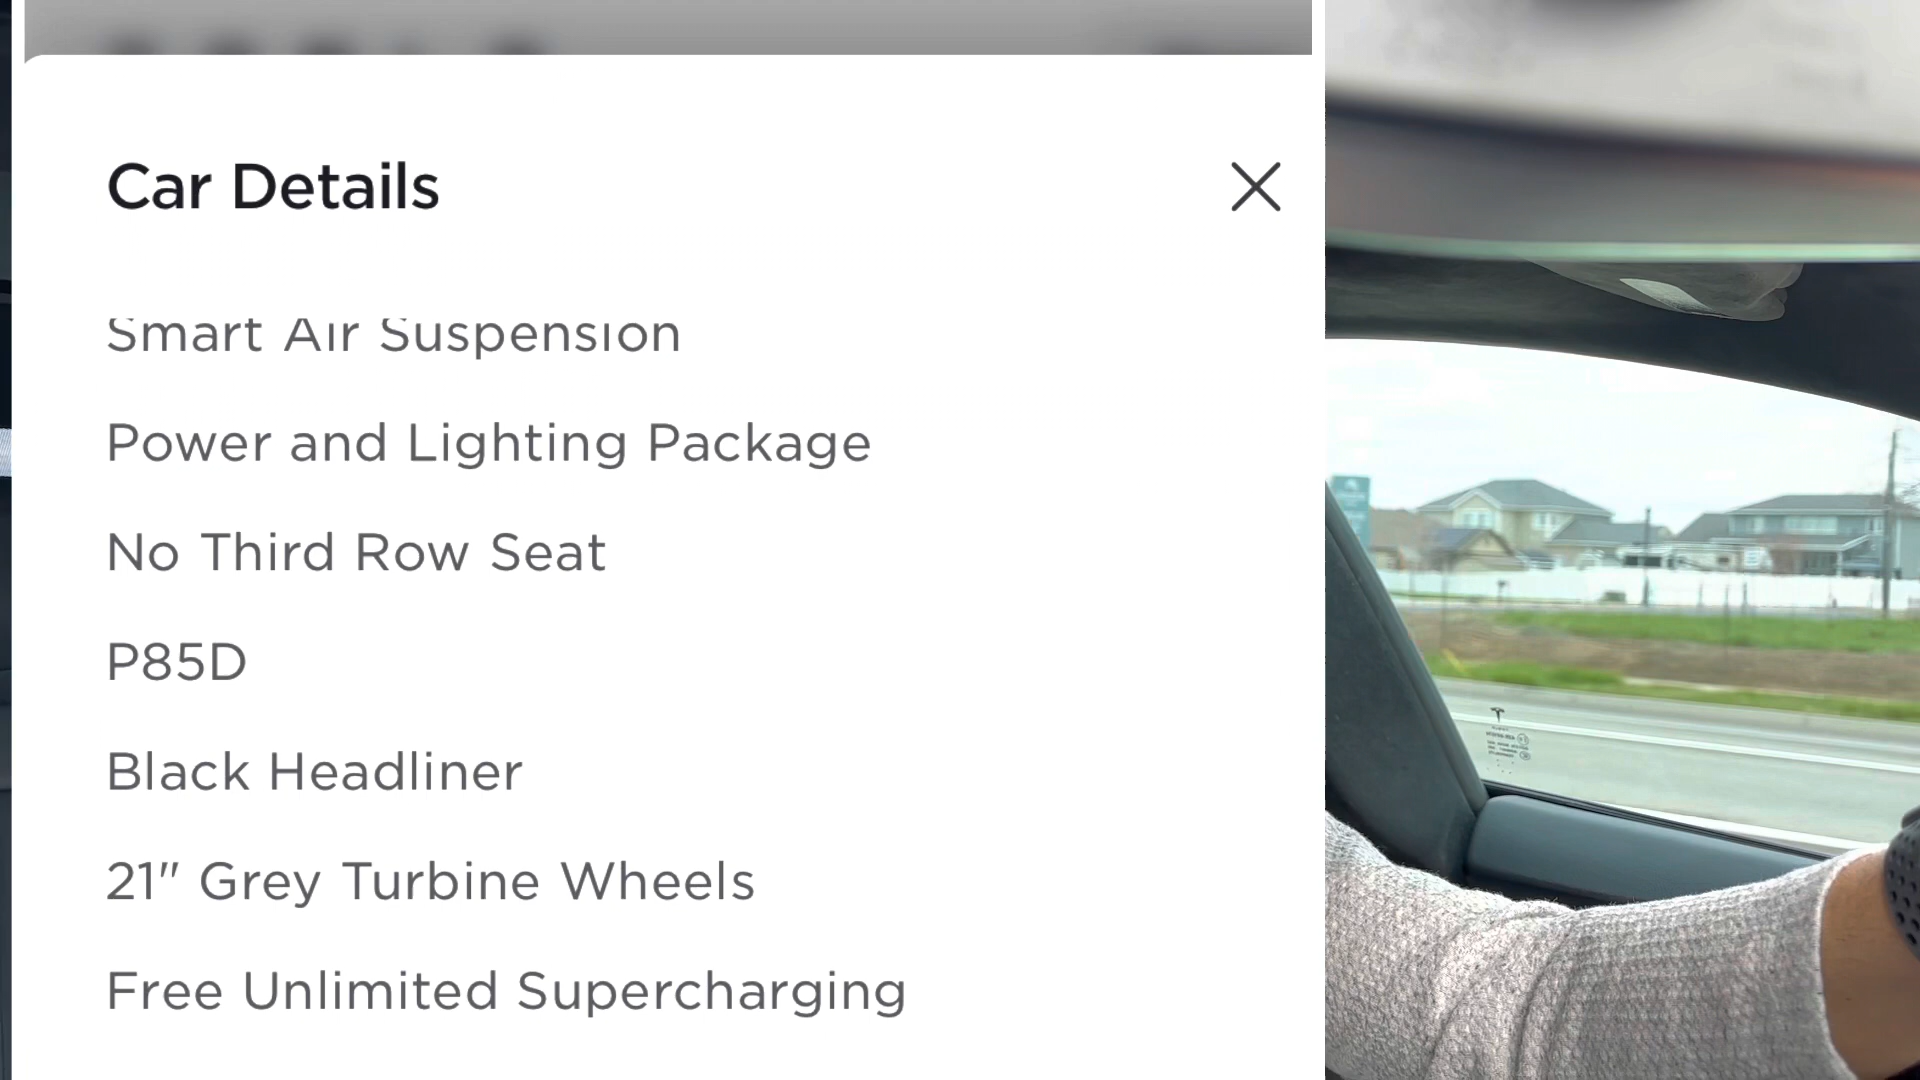 Car Details
Smart Air Suspension
Power and Lighting Package
No Third Row Seat
P85D
Black Headliner
21" Grey Turbine Wheels
Free Unlimited Supercharging